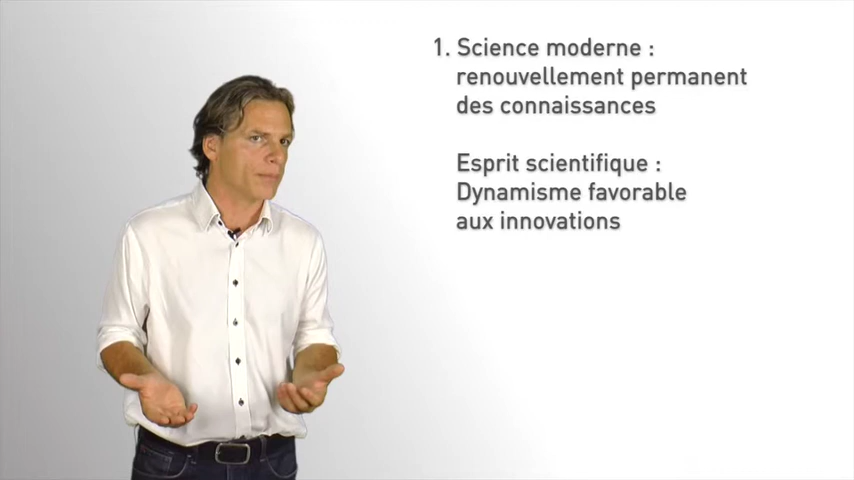 1. Science moderne :
renouvellement permanent
des connaissances
Esprit scientifique :
Dynamisme favorable
aux innovations